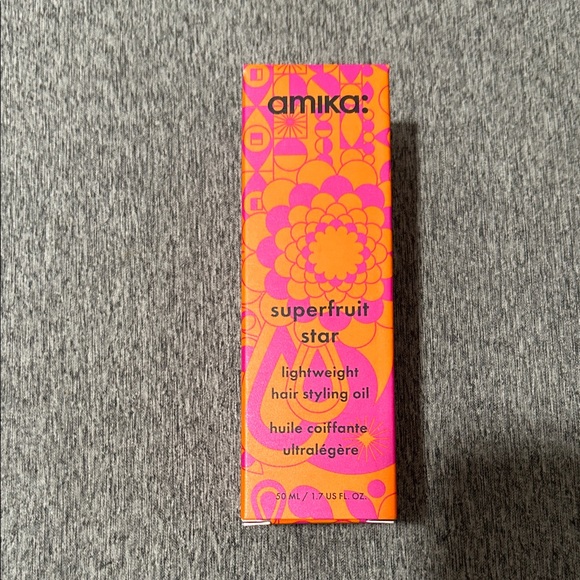 amika:
superfruit
star
lightweight
hair styling oil
huile coiffante
ultralégère
50 ML / 1.7 US FL. OZ.